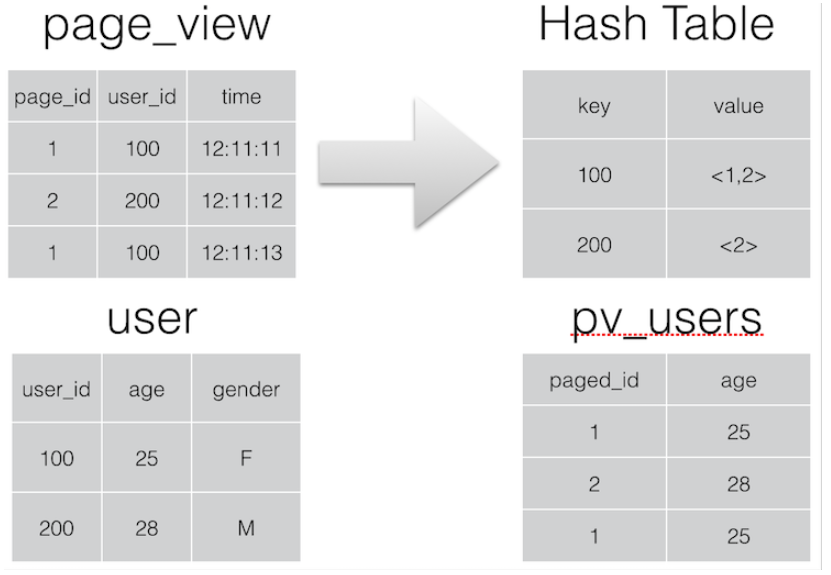 page_view
page_id user_id time
1 100 12:11:11
2 200 12:11:12
1 100 12:11:13
Hash Table
key value
100 <1,2>
200 <2>
user
user_id age gender
100 25 F
200 28 M
pv_users
paged_id age
1 25
2 28
1 25